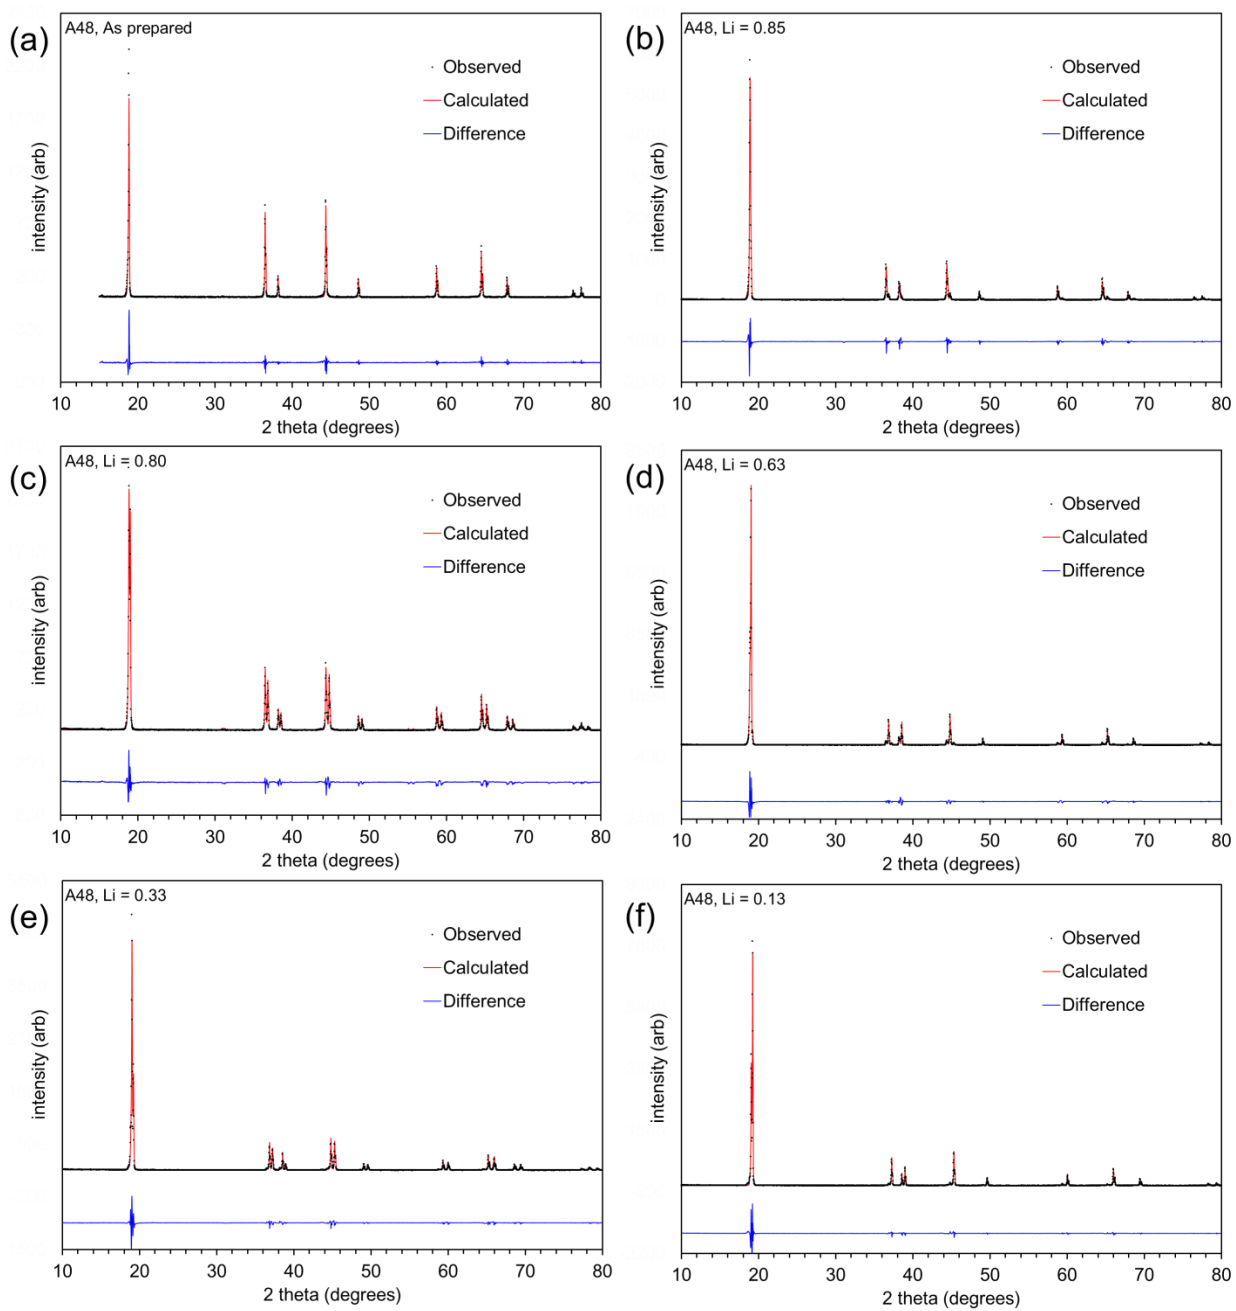 (a)
A48, As prepared
Observed
Calculated
Difference
intensity (arb)
10 20 30 40 50 60 70 80
2 theta (degrees)
(b)
A48, Li = 0.85
Observed
Calculated
Difference
intensity (arb)
10 20 30 40 50 60 70 80
2 theta (degrees)
(c)
A48, Li = 0.80
Observed
Calculated
Difference
intensity (arb)
10 20 30 40 50 60 70 80
2 theta (degrees)
(d)
A48, Li = 0.63
Observed
Calculated
Difference
intensity (arb)
10 20 30 40 50 60 70 80
2 theta (degrees)
(e)
A48, Li = 0.33
Observed
Calculated
Difference
intensity (arb)
10 20 30 40 50 60 70 80
2 theta (degrees)
(f)
A48, Li = 0.13
Observed
Calculated
Difference
intensity (arb)
10 20 30 40 50 60 70 80
2 theta (degrees)